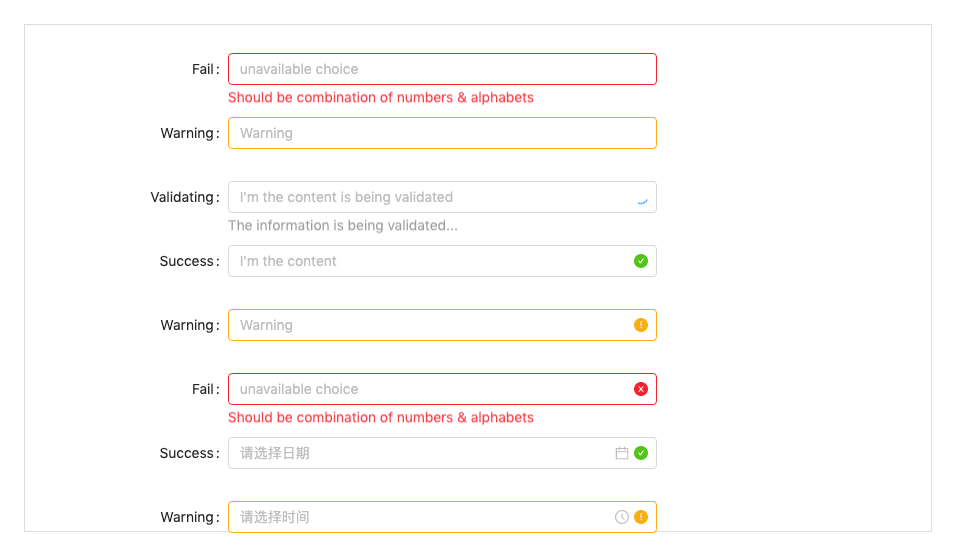 Fail: unavailable choice
Should be combination of numbers & alphabets
Warning: Warning
Validating: I'm the content is being validated
The information is being validated...
Success: I'm the content
Warning: Warning
Fail: unavailable choice
Should be combination of numbers & alphabets
Success: 请选择日期
Warning: 请选择时间